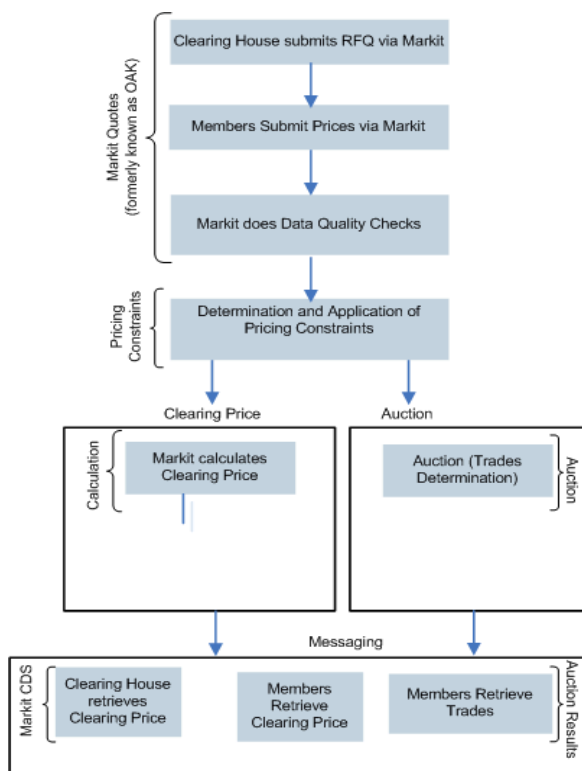 Clearing House submits RFQ via Markit
Markit Quotes
(formerly known as OAK)
Members Submit Prices via Markit
Markit does Data Quality Checks
Pricing
Constraints
Determination and Application of
Pricing Constraints
Clearing Price
Auction
Calculation
Markit calculates
Clearing Price
Auction (Trades
Determination)
Auction
Messaging
Markit CDS
Clearing House
retrieves
Clearing Price
Members
Retrieve
Clearing Price
Members Retrieve
Trades
Auction Results